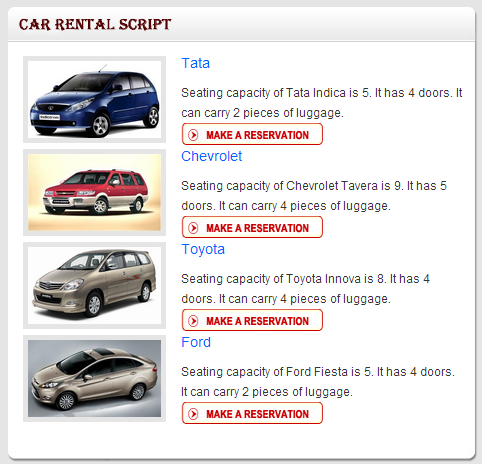 CAR RENTAL SCRIPT
Tata
Seating capacity of Tata Indica is 5. It has 4 doors. It
can carry 2 pieces of luggage.
MAKE A RESERVATION
Chevrolet
Seating capacity of Chevrolet Tavera is 9. It has 5
doors. It can carry 4 pieces of luggage.
MAKE A RESERVATION
Toyota
Seating capacity of Toyota Innova is 8. It has 4
doors. It can carry 4 pieces of luggage.
MAKE A RESERVATION
Ford
Seating capacity of Ford Fiesta is 5. It has 4 doors.
It can carry 2 pieces of luggage.
MAKE A RESERVATION